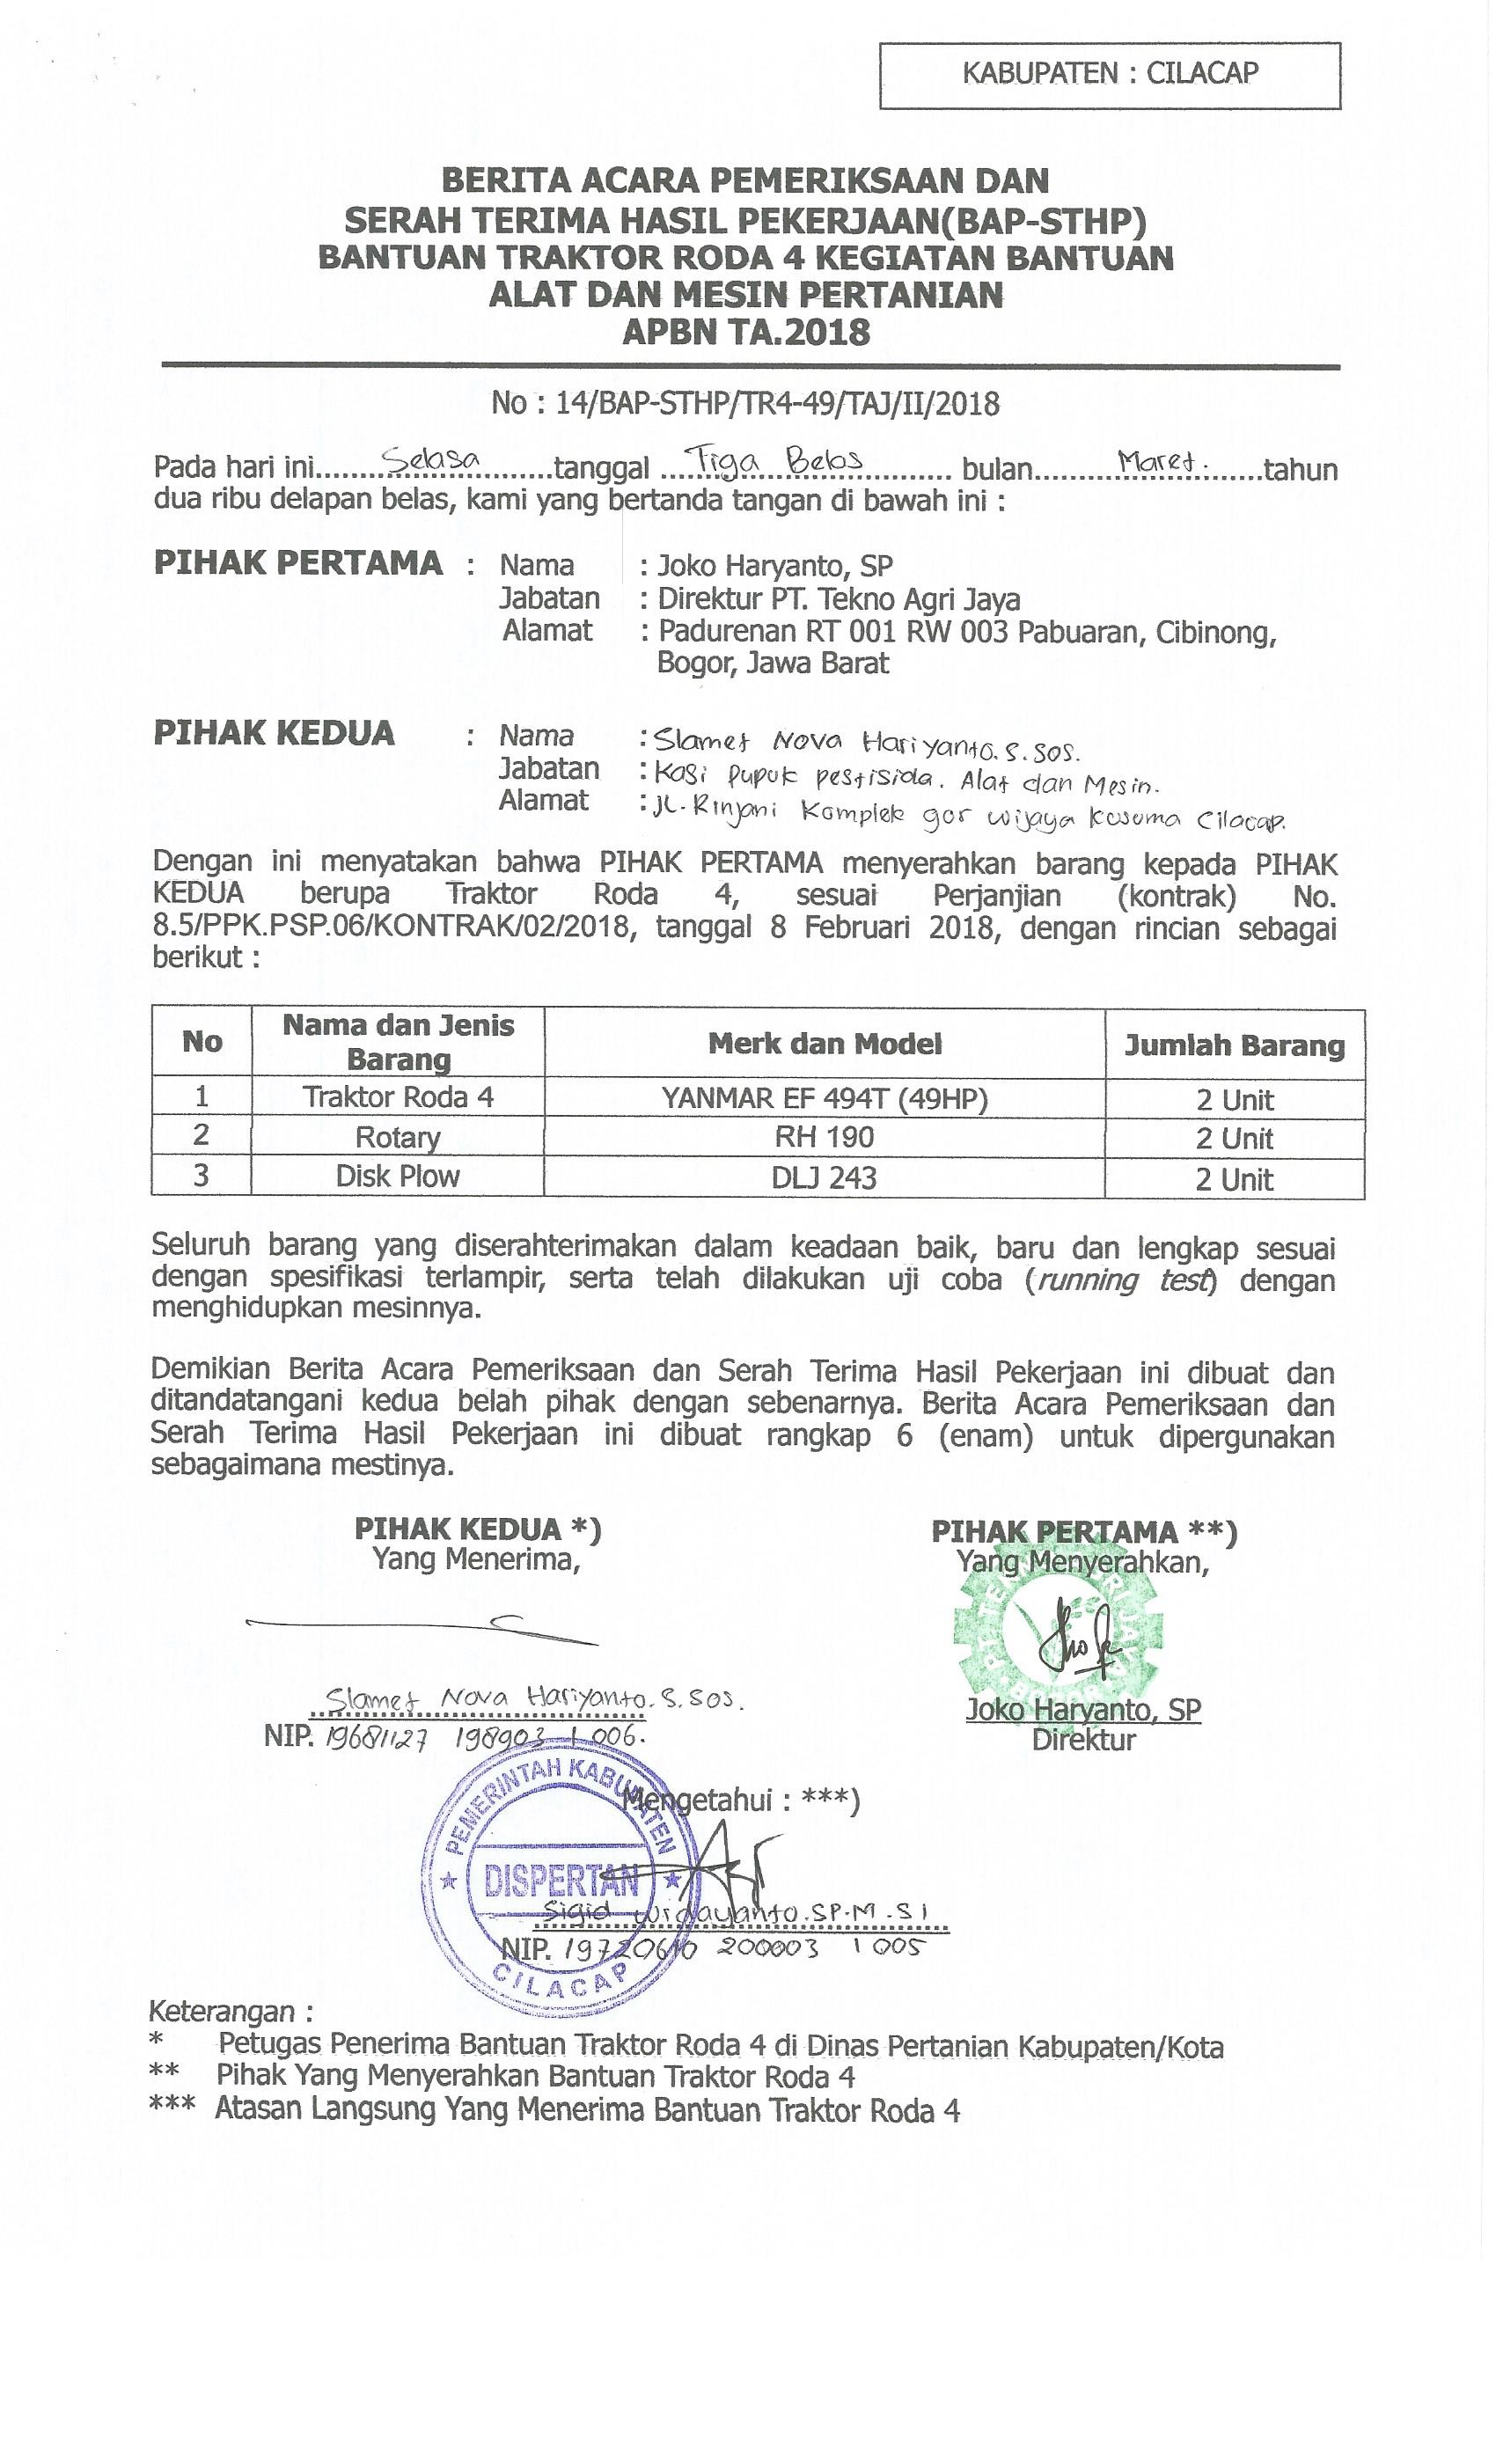 KABUPATEN : CILACAP
BERITA ACARA PEMERIKSAAN DAN
SERAH TERIMA HASIL PEKERJAAN(BAP-STHP)
BANTUAN TRAKTOR RODA 4 KEGIATAN BANTUAN
ALAT DAN MESIN PERTANIAN
APBN TA.2018
No : 14/BAP-STHP/TR4-49/TAJ/II/2018
Pada hari ini.......Selasa.......tanggal .......Tiga Belas....... bulan.......Maret.......tahun
dua ribu delapan belas, kami yang bertanda tangan di bawah ini :
PIHAK PERTAMA : Nama : Joko Haryanto, SP
Jabatan : Direktur PT. Tekno Agri Jaya
Alamat : Padurenan RT 001 RW 003 Pabuaran, Cibinong,
Bogor, Jawa Barat
PIHAK KEDUA : Nama : Slamet Nova Hariyanto. S. SOS.
Jabatan : Kasi Pupuk pestisida. Alat dan Mesin.
Alamat : JL. Rinjani Komplek gor wijaya kusuma Cilacap.
Dengan ini menyatakan bahwa PIHAK PERTAMA menyerahkan barang kepada PIHAK
KEDUA berupa Traktor Roda 4, sesuai Perjanjian (kontrak) No.
8.5/PPK.PSP.06/KONTRAK/02/2018, tanggal 8 Februari 2018, dengan rincian sebagai
berikut :
No Nama dan Jenis Barang Merk dan Model Jumlah Barang
1 Traktor Roda 4 YANMAR EF 494T (49HP) 2 Unit
2 Rotary RH 190 2 Unit
3 Disk Plow DLJ 243 2 Unit
Seluruh barang yang diserahterimakan dalam keadaan baik, baru dan lengkap sesuai
dengan spesifikasi terlampir, serta telah dilakukan uji coba (running test) dengan
menghidupkan mesinnya.
Demikian Berita Acara Pemeriksaan dan Serah Terima Hasil Pekerjaan ini dibuat dan
ditandatangani kedua belah pihak dengan sebenarnya. Berita Acara Pemeriksaan dan
Serah Terima Hasil Pekerjaan ini dibuat rangkap 6 (enam) untuk dipergunakan
sebagaimana mestinya.
PIHAK KEDUA *) PIHAK PERTAMA **)
Yang Menerima, Yang Menyerahkan,
Slamet Nova Hariyanto. S. SOS. Joko Haryanto, SP
NIP. 19681127 198903 1 006. Direktur
Mengetahui : ***)
PEMERINTAH KABUPATEN
DISPERTAN
CILACAP
Sigid Widayanto.SP.M.SI
NIP. 19720610 200003 1 005
Keterangan :
* Petugas Penerima Bantuan Traktor Roda 4 di Dinas Pertanian Kabupaten/Kota
** Pihak Yang Menyerahkan Bantuan Traktor Roda 4
*** Atasan Langsung Yang Menerima Bantuan Traktor Roda 4